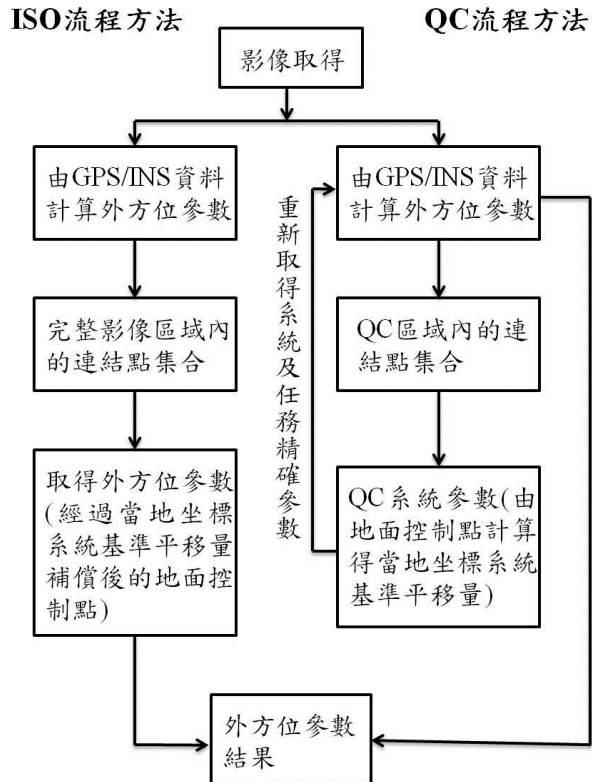 ISO流程方法
QC流程方法
影像取得
由GPS/INS資料
計算外方位參數
完整影像區域內
的連結點集合
取得外方位參數
(經過當地坐標
系統基準平移量
補償後的地面控
制點)
重新取得系統及任務精確參數
由GPS/INS資料
計算外方位參數
QC區域內的連
結點集合
QC系統參數(由
地面控制點計算
得當地坐標系統
基準平移量)
外方位參數
結果